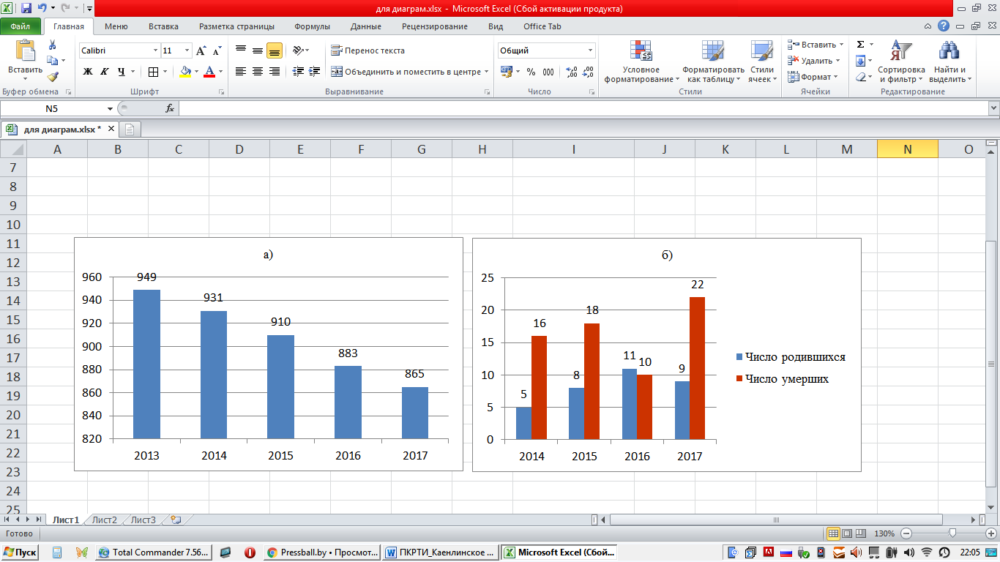 для диаграм.xlsx - Microsoft Excel (Сбой активации продукта)
Файл Главная Меню Вставка Разметка страницы Формулы Данные Рецензирование Вид Office Tab
Вставить
Буфер обмена
Calibri 11
Ж К Ч
Шрифт
Перенос текста
Объединить и поместить в центре
Выравнивание
Общий
% 000
Число
Условное форматирование
Форматировать как таблицу
Стили ячеек
Стили
Вставить
Удалить
Формат
Ячейки
Сортировка и фильтр
Найти и выделить
Редактирование
N5 fx
для диаграм.xlsx *
A B C D E F G H I J K L M N O
7
8
9
10
11
12
13
14
15
16
17
18
19
20
21
22
23
24
25
а)
960
940
920
900
880
860
840
820
949
931
910
883
865
2013 2014 2015 2016 2017
б)
25
20
15
10
5
0
5 16
8 18
11 10
9 22
2014 2015 2016 2017
Число родившихся
Число умерших
Лист1 Лист2 Лист3
Готово 130%
Пуск Total Commander 7.56... Pressball.by • Просмот... ПКРТИ_Каенлинское ... Microsoft Excel (Сбой... 22:05